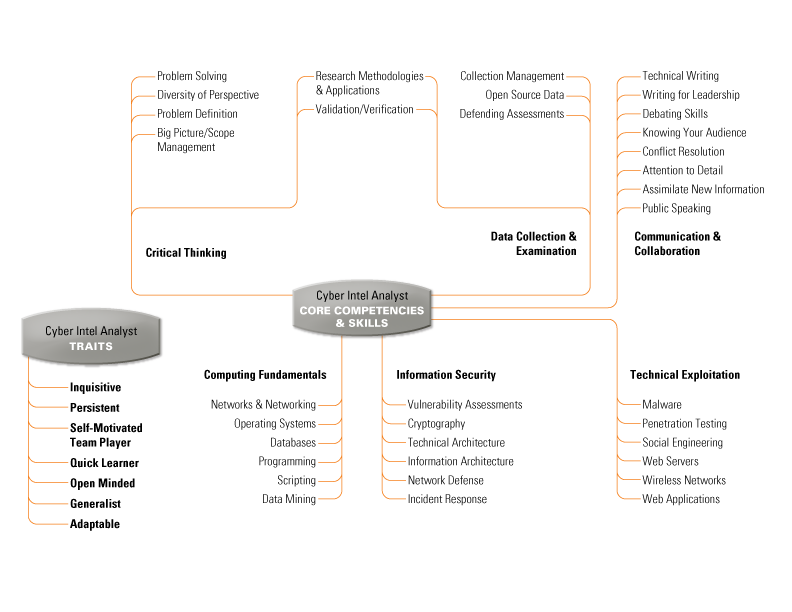 Problem Solving
Diversity of Perspective
Problem Definition
Big Picture/Scope
Management
Critical Thinking
Research Methodologies
& Applications
Validation/Verification
Collection Management
Open Source Data
Defending Assessments
Data Collection &
Examination
Technical Writing
Writing for Leadership
Debating Skills
Knowing Your Audience
Conflict Resolution
Attention to Detail
Assimilate New Information
Public Speaking
Communication &
Collaboration
Cyber Intel Analyst
CORE COMPETENCIES
& SKILLS
Cyber Intel Analyst
TRAITS
Inquisitive
Persistent
Self-Motivated
Team Player
Quick Learner
Open Minded
Generalist
Adaptable
Computing Fundamentals
Networks & Networking
Operating Systems
Databases
Programming
Scripting
Data Mining
Information Security
Vulnerability Assessments
Cryptography
Technical Architecture
Information Architecture
Network Defense
Incident Response
Technical Exploitation
Malware
Penetration Testing
Social Engineering
Web Servers
Wireless Networks
Web Applications